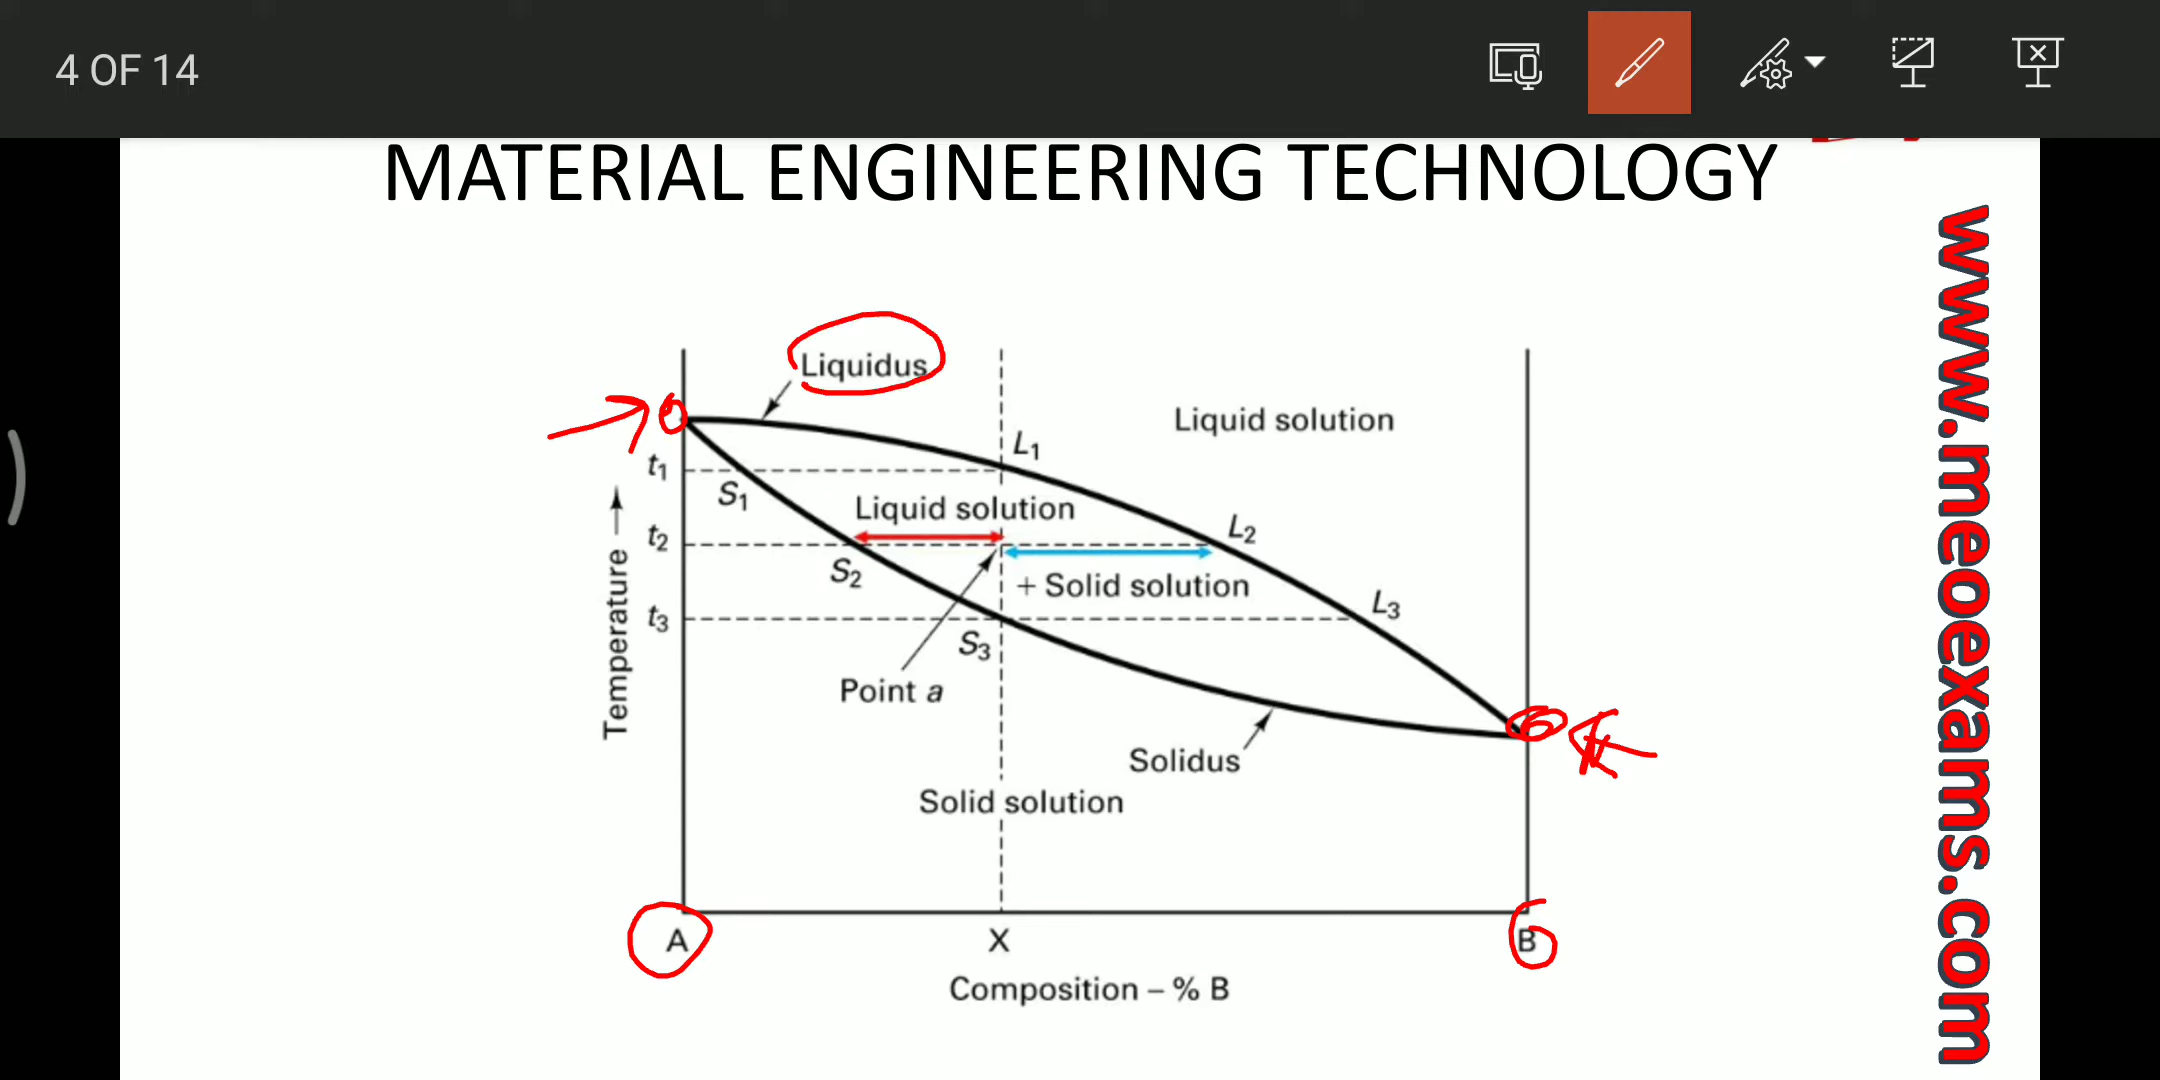 4 OF 14
MATERIAL ENGINEERING TECHNOLOGY
www.meoexams.com
Liquidus
Liquid solution
L1
t1
S1
Liquid solution
L2
t2
S2
+ Solid solution
L3
t3
S3
Point a
Temperature
Solidus
Solid solution
A
X
B
Composition – % B